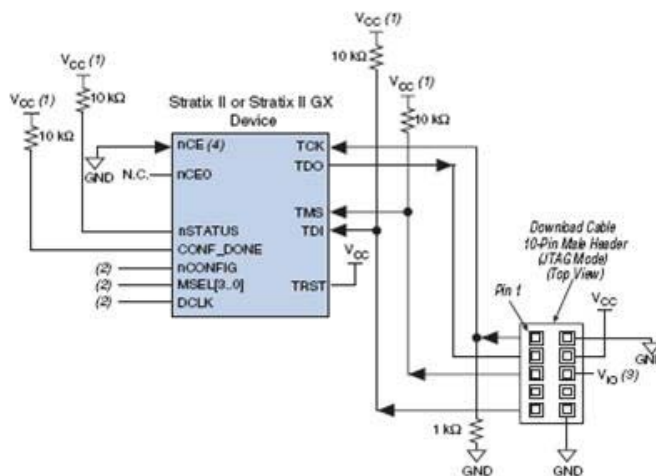 VCC (1)
VCC (1)
VCC (1)
VCC (1)
10 kΩ
10 kΩ
10 kΩ
10 kΩ
Stratix II or Stratix II GX
Device
nCE (4)
GND
N.C.
nCE0
nSTATUS
CONF_DONE
(2)
nCONFIG
(2)
MSEL[3..0]
(2)
DCLK
TCK
TDO
TMS
TDI
VCC
TRST
Download Cable
10-Pin Male Header
(JTAG Mode)
(Top View)
Pin 1
VCC
GND
VIO (3)
1 kΩ
GND
GND